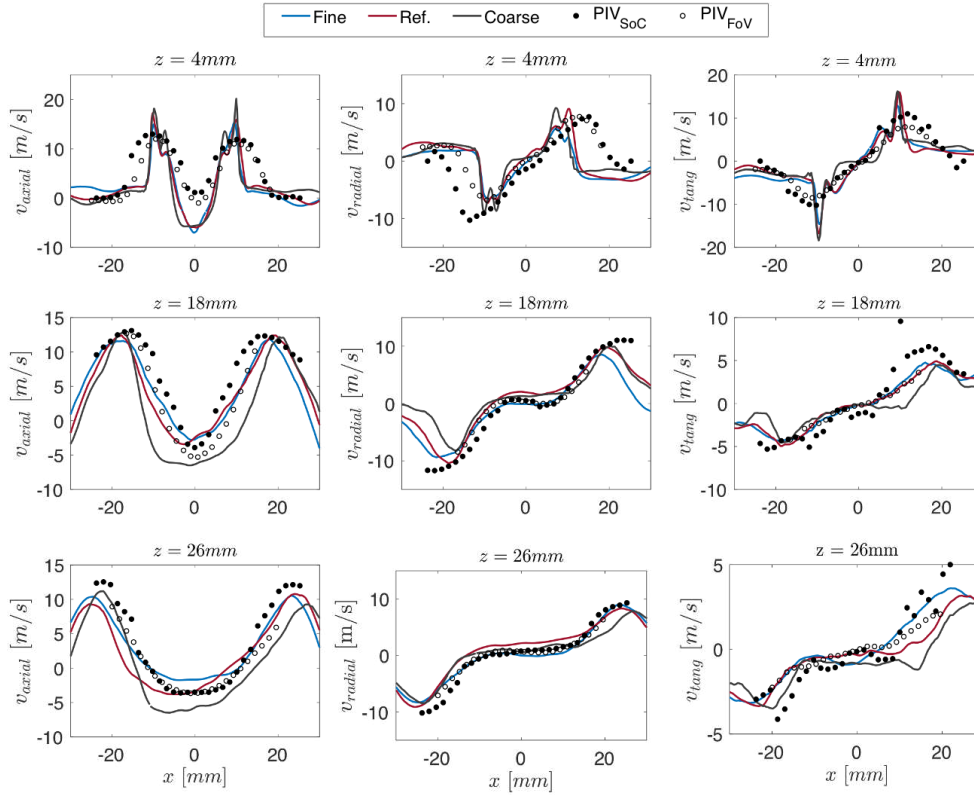 Fine Ref. Coarse PIV_SoC PIV_FoV
z = 4mm z = 4mm z = 4mm
v_axial [m/s] v_radial [m/s] v_tang [m/s]
20 10 0 -10
10 0 -10
20 10 0 -10 -20
-20 0 20 -20 0 20 -20 0 20
z = 18mm z = 18mm z = 18mm
v_axial [m/s] v_radial [m/s] v_tang [m/s]
15 10 5 0 -5 -10
20 10 0 -10 -20
10 5 0 -5 -10
-20 0 20 -20 0 20 -20 0 20
z = 26mm z = 26mm z = 26mm
v_axial [m/s] v_radial [m/s] v_tang [m/s]
15 10 5 0 -5 -10
10 0 -10
5 0 -5
-20 0 20 -20 0 20 -20 0 20
x [mm] x [mm] x [mm]